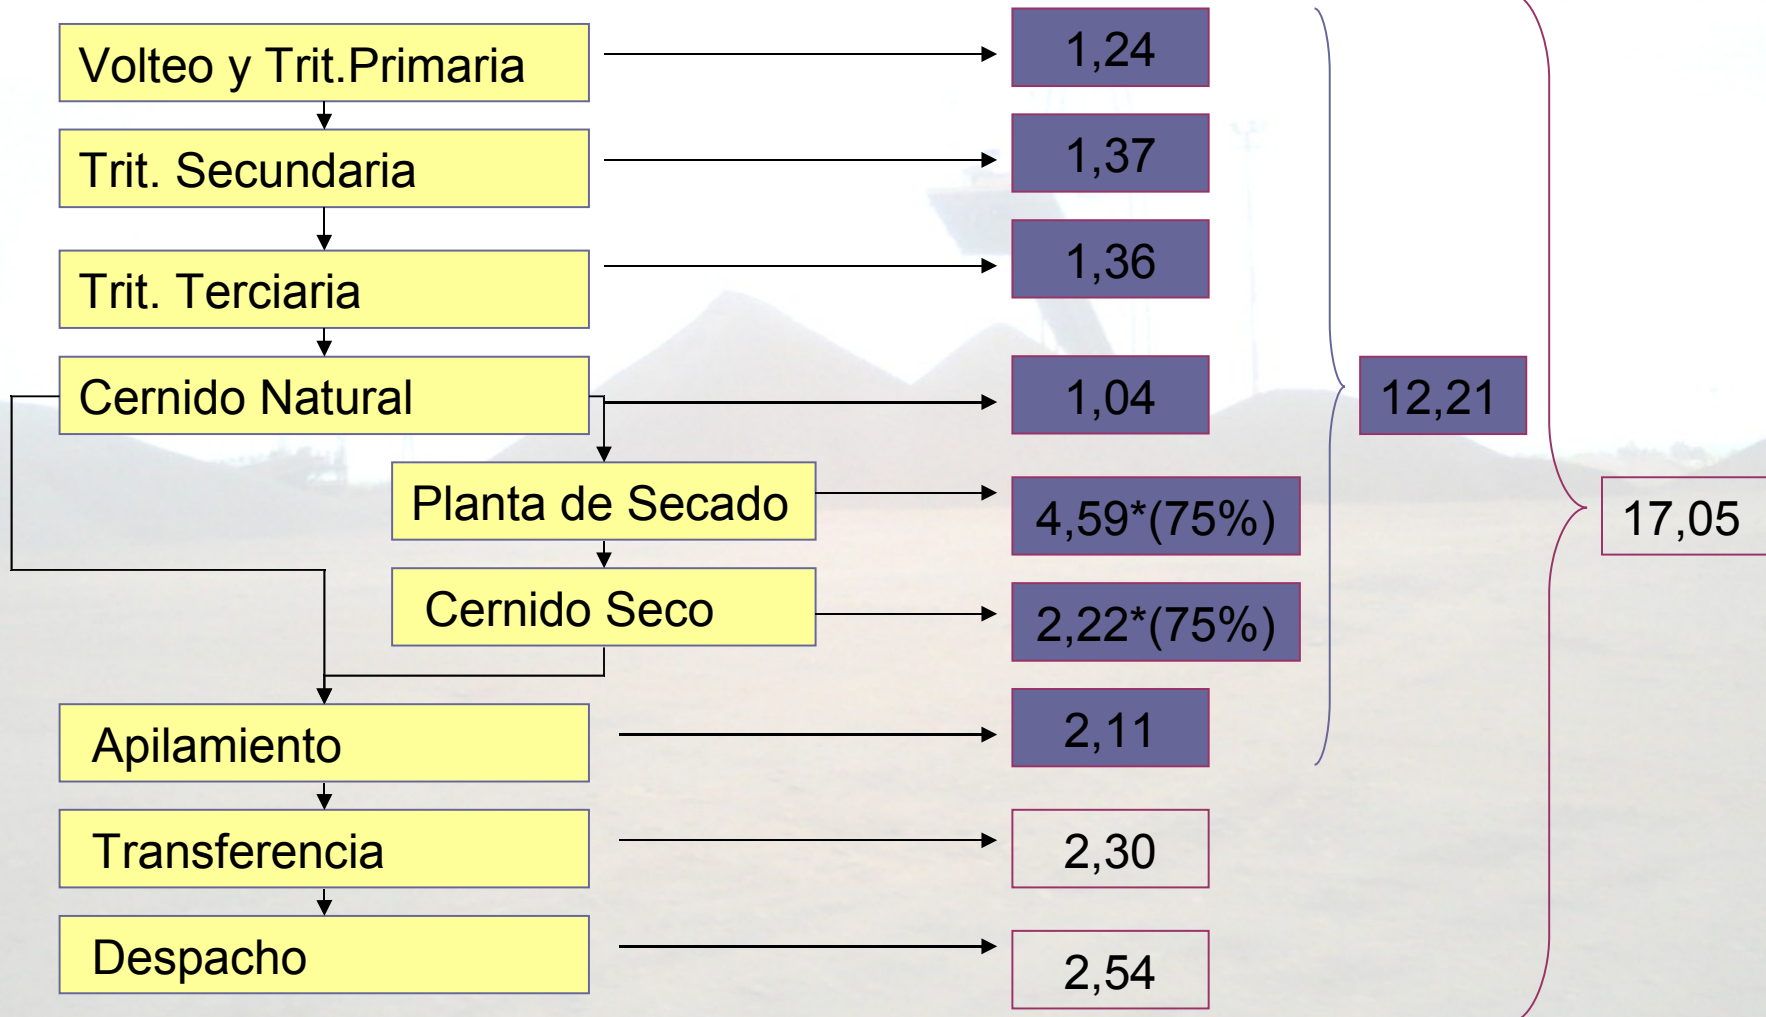 Volteo y Trit.Primaria
1,24
Trit. Secundaria
1,37
Trit. Terciaria
1,36
Cernido Natural
1,04
12,21
Planta de Secado
4,59*(75%)
17,05
Cernido Seco
2,22*(75%)
Apilamiento
2,11
Transferencia
2,30
Despacho
2,54